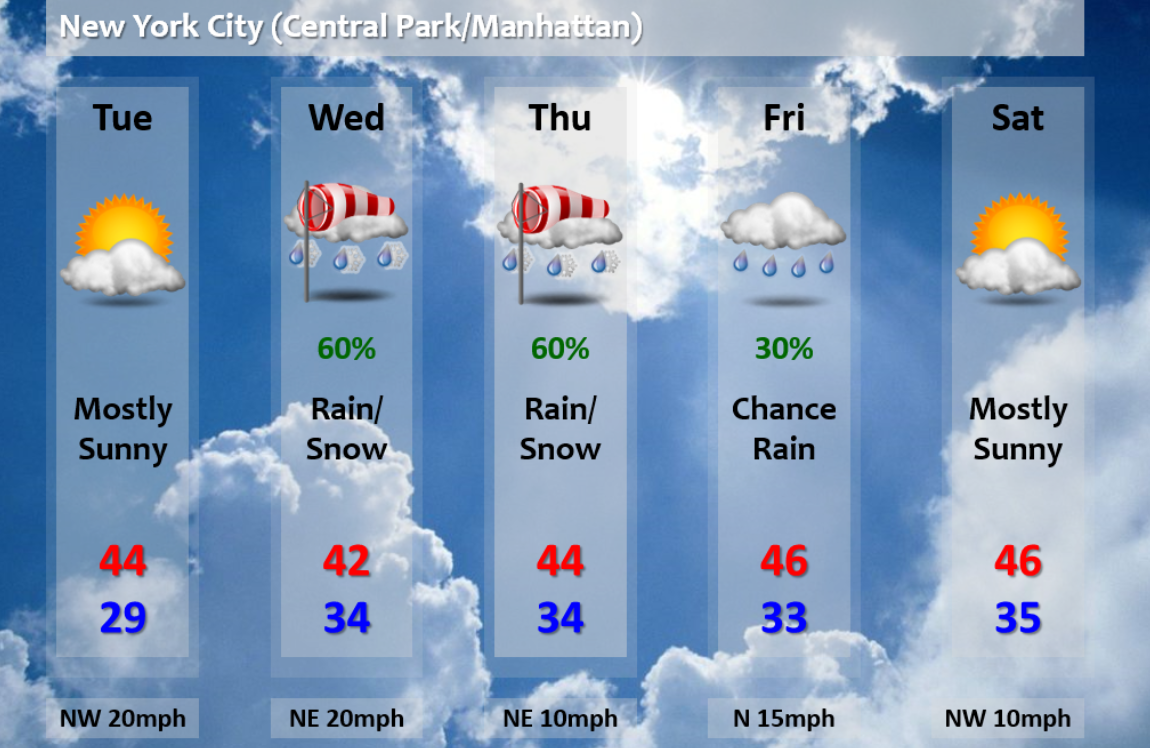 New York City (Central Park/Manhattan)
Tue
Wed
Thu
Fri
Sat
60%
60%
30%
Mostly
Sunny
Rain/
Snow
Rain/
Snow
Chance
Rain
Mostly
Sunny
44
42
44
46
46
29
34
34
33
35
NW 20mph
NE 20mph
NE 10mph
N 15mph
NW 10mph